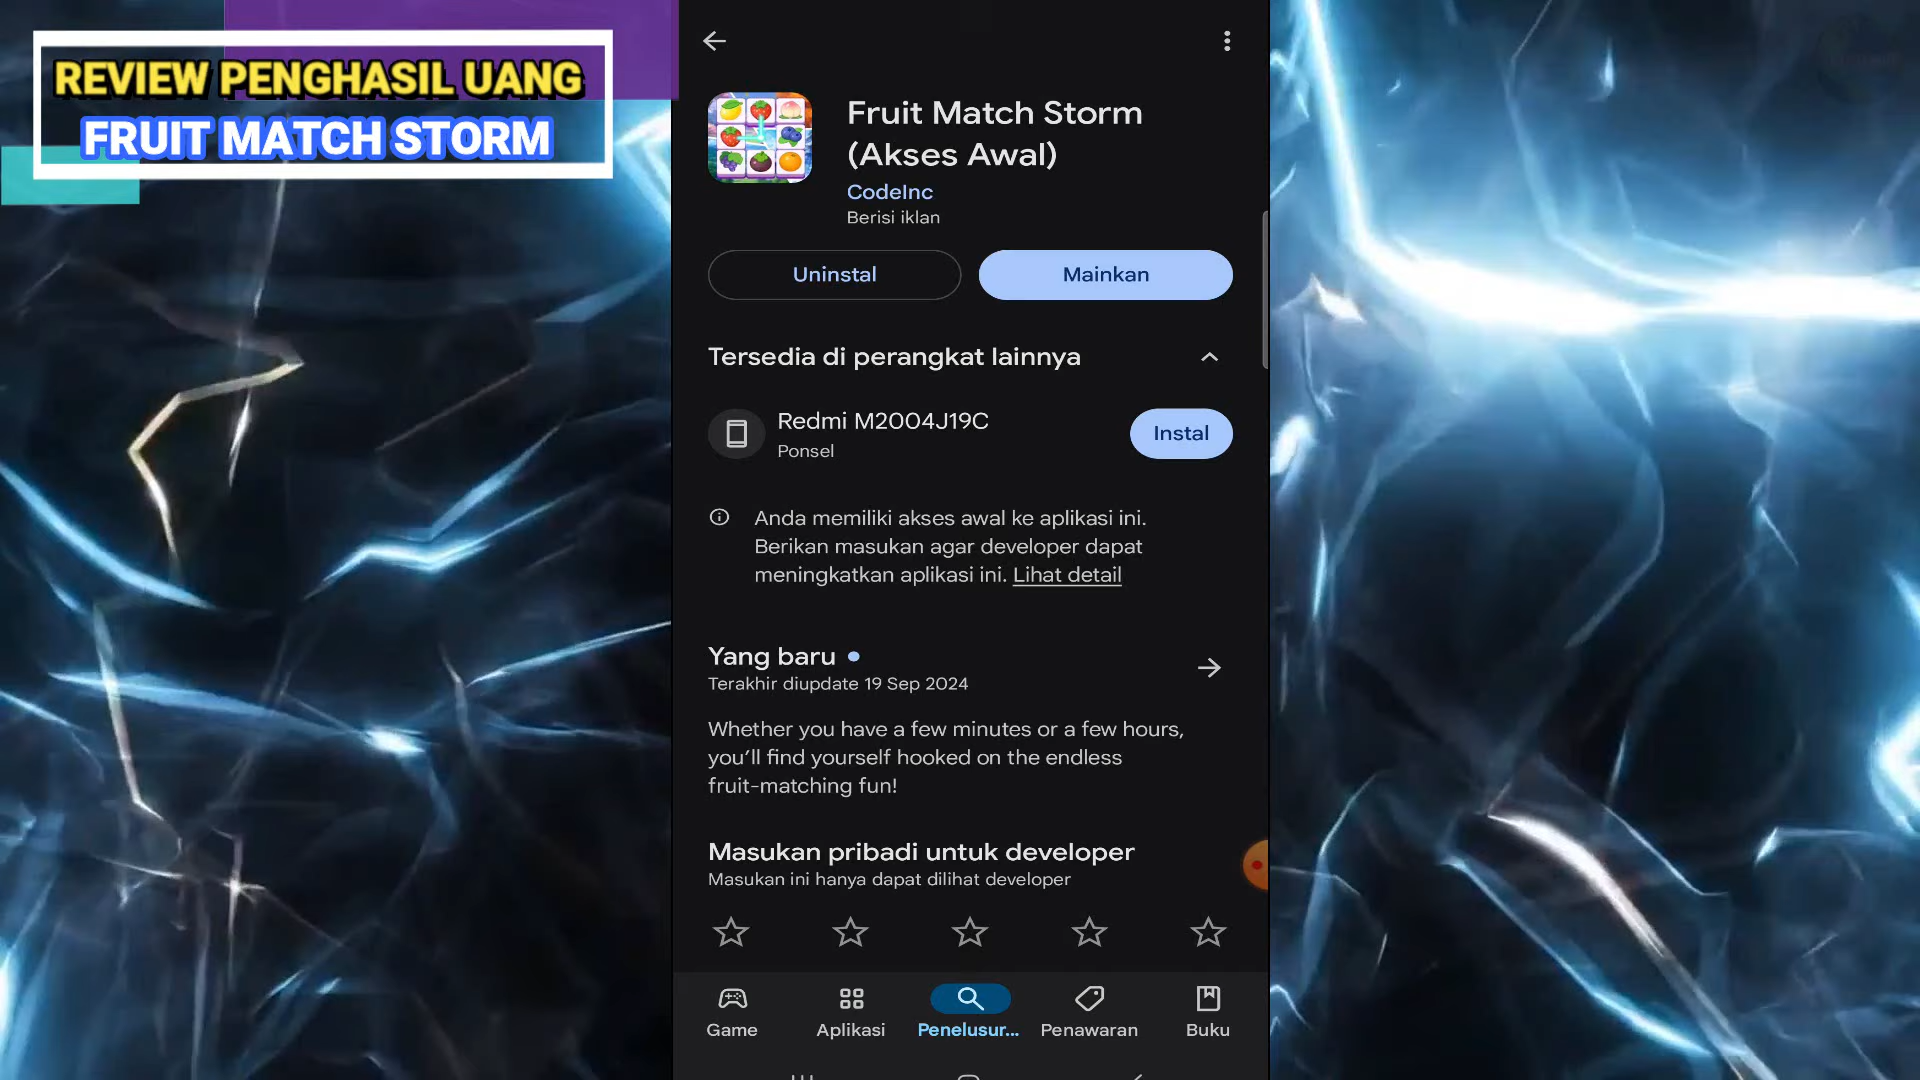 REVIEW PENGHASIL UANG
FRUIT MATCH STORM
Fruit Match Storm
(Akses Awal)
CodeInc
Berisi iklan
Uninstal
Mainkan
Tersedia di perangkat lainnya
Redmi M2004J19C
Ponsel
Instal
Anda memiliki akses awal ke aplikasi ini.
Berikan masukan agar developer dapat
meningkatkan aplikasi ini. Lihat detail
Yang baru
Terakhir diupdate 19 Sep 2024
Whether you have a few minutes or a few hours,
you’ll find yourself hooked on the endless
fruit-matching fun!
Masukan pribadi untuk developer
Masukan ini hanya dapat dilihat developer
Game
Aplikasi
Penelusur...
Penawaran
Buku